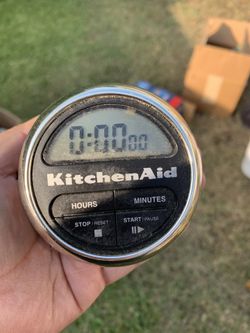 0:00 00
KitchenAid
HOURS MINUTES
STOP / RESET START / PAUSE